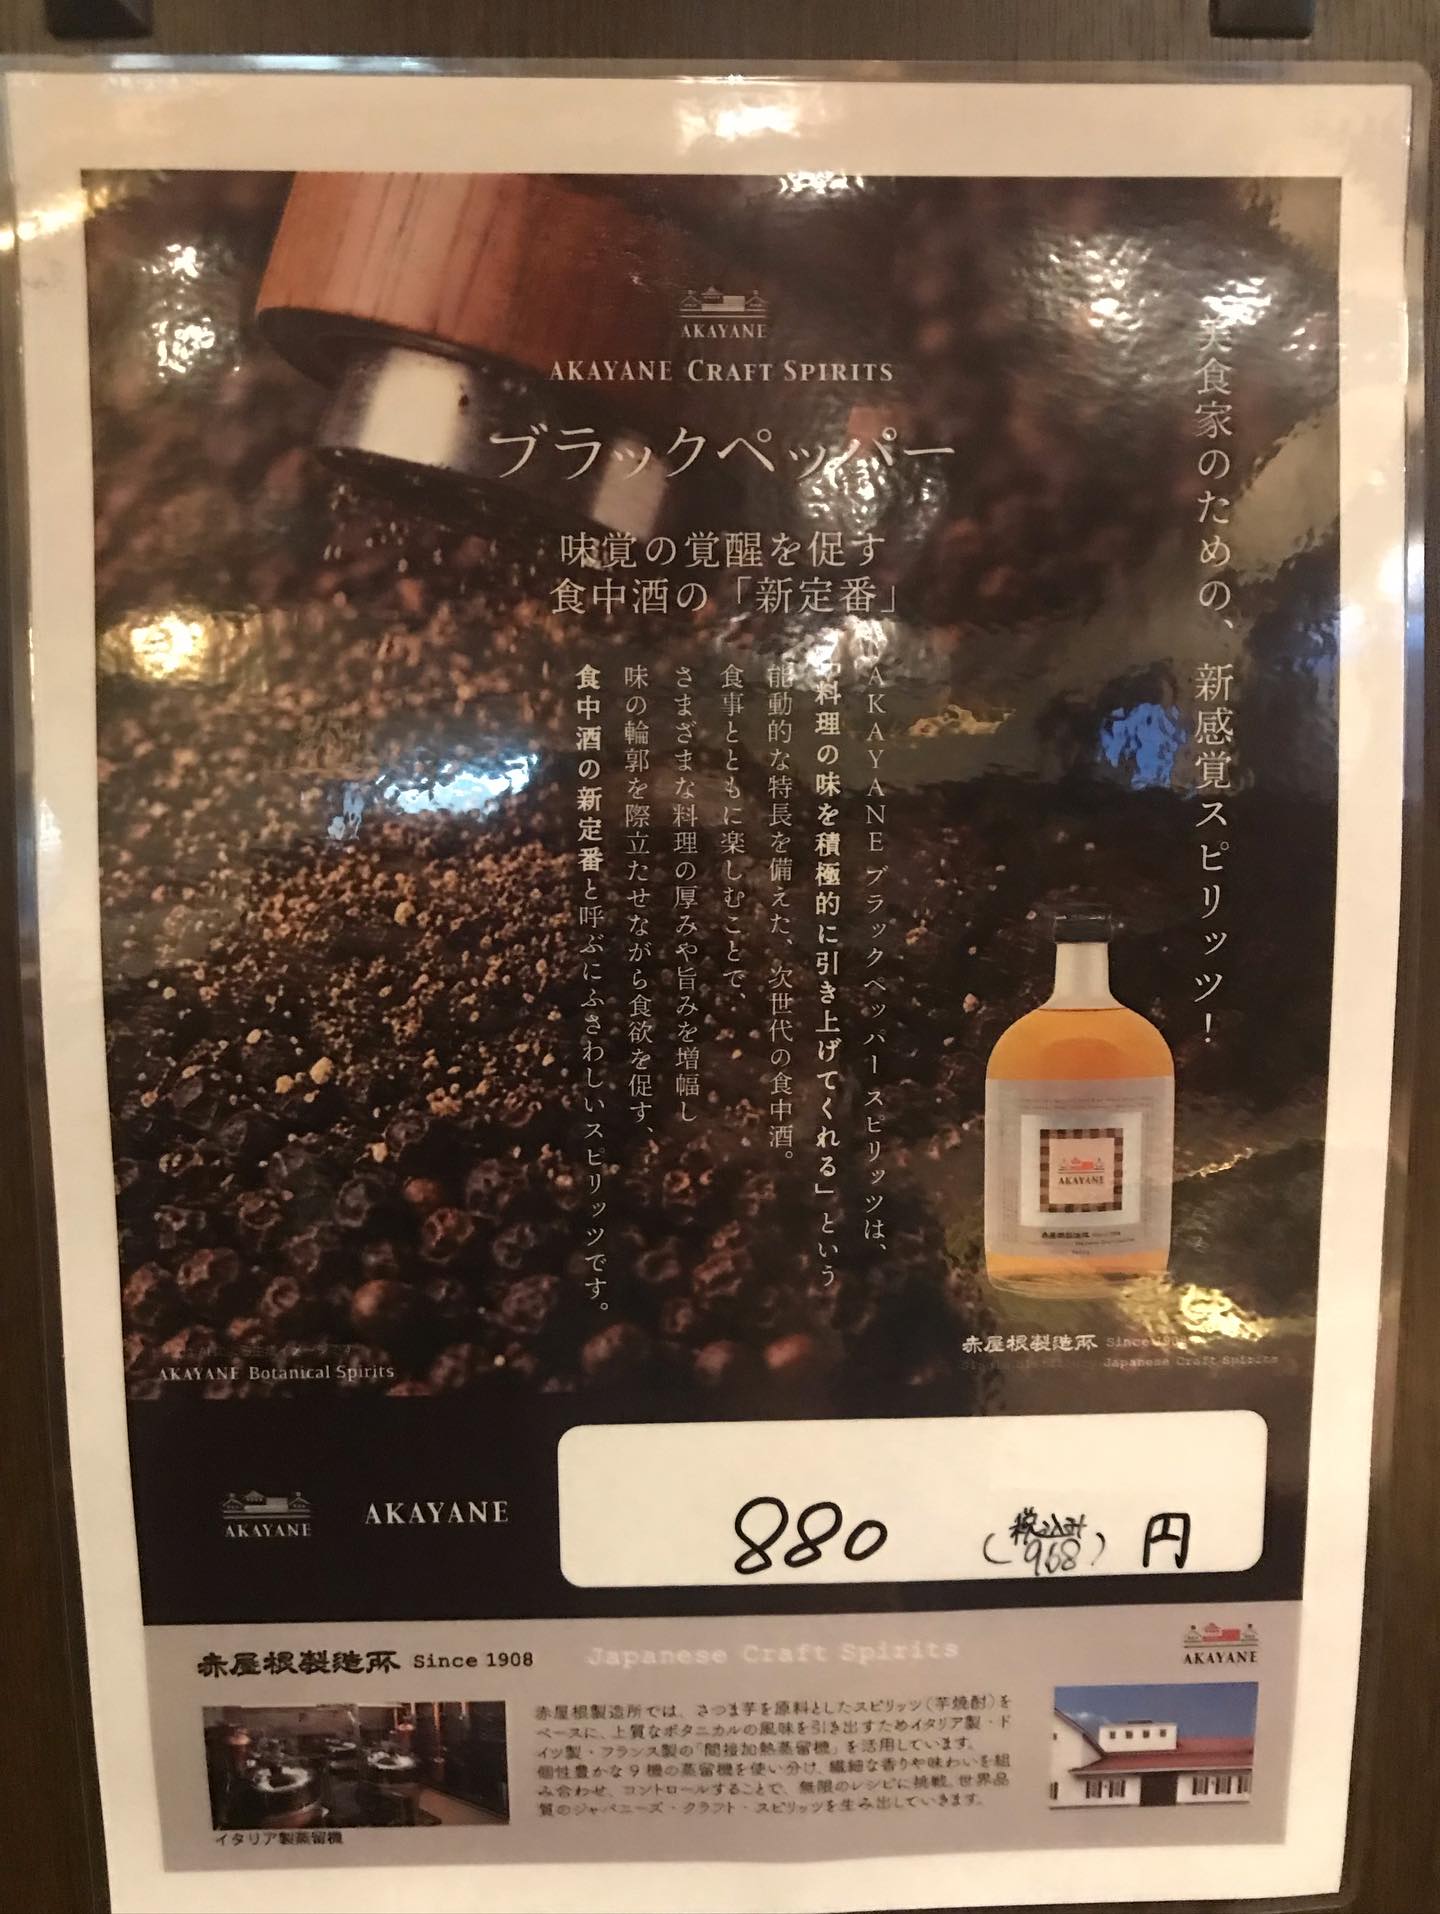 AKAYANE
AKAYANE CRAFT SPIRITS
ブラックペッパー
味覚の覚醒を促す
食中酒の「新定番」
美食家のための、新感覚スピリッツ！
AKAYANE ブラックペッパースピリッツは、
「料理の味を積極的に引き上げてくれる」という
能動的な特長を備えた、次世代の食中酒。
食事とともに楽しむことで、
さまざまな料理の厚みや旨みを増幅し
味の輪郭を際立たせながら食欲を促す、
食中酒の新定番と呼ぶにふさわしいスピリッツです。
AKAYANE
赤屋根製造所 Since 1908
Japanese Craft Spirits
AKAYANE Botanical Spirits
AKAYANE
AKAYANE
880 (税込み968) 円
赤屋根製造所 Since 1908
Japanese Craft Spirits
AKAYANE
赤屋根製造所では、さつま芋を原料としたスピリッツ(芋焼酎)を
ベースに、上質なボタニカルの風味を引き出すためイタリア製・ド
イツ製・フランス製の「間接加熱蒸留機」を活用しています。
個性豊かな9機の蒸留機を使い分け、繊細な香りや味わいを組
み合わせ、コントロールすることで、無限のレシピに挑戦。世界品
質のジャパニーズ・クラフト・スピリッツを生み出していきます。
イタリア製蒸留機